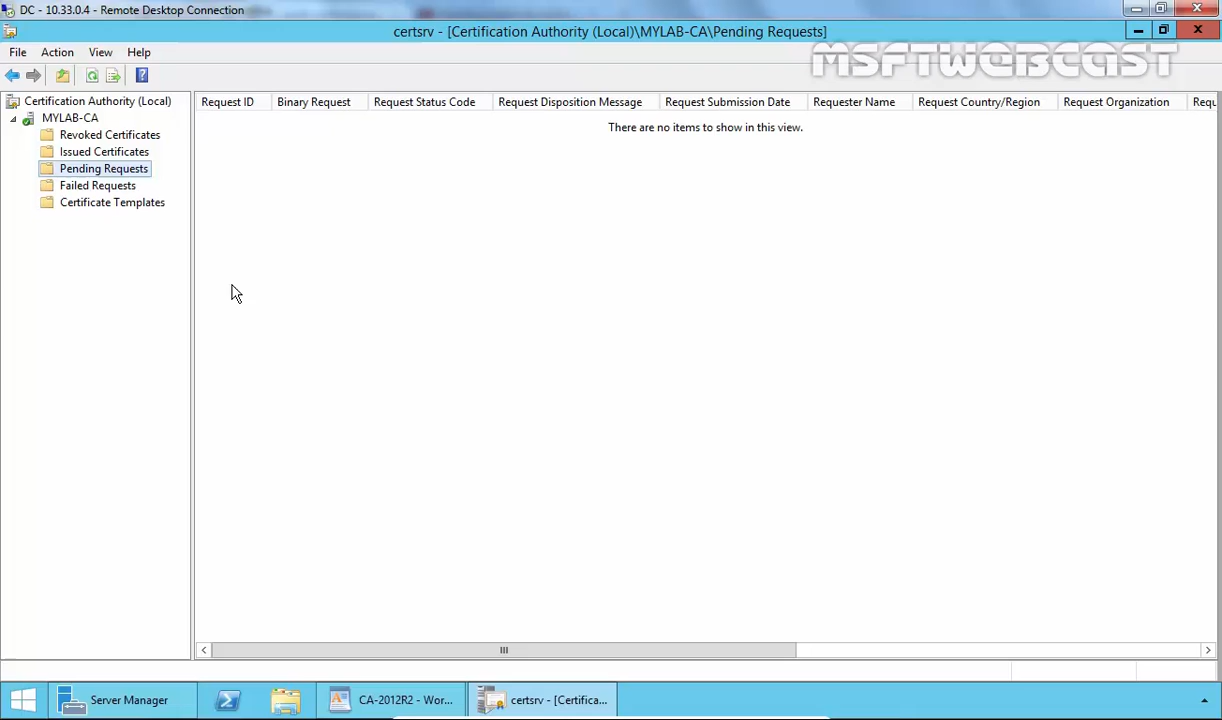 DC - 10.33.0.4 - Remote Desktop Connection
certsrv - [Certification Authority (Local)\MYLAB-CA\Pending Requests]
File Action View Help
MSFTWEBCAST
Certification Authority (Local)
MYLAB-CA
Revoked Certificates
Issued Certificates
Pending Requests
Failed Requests
Certificate Templates
Request ID Binary Request Request Status Code Request Disposition Message Request Submission Date Requester Name Request Country/Region Request Organization Requ
There are no items to show in this view.
Server Manager CA-2012R2 - Wor... certsrv - [Certifica...